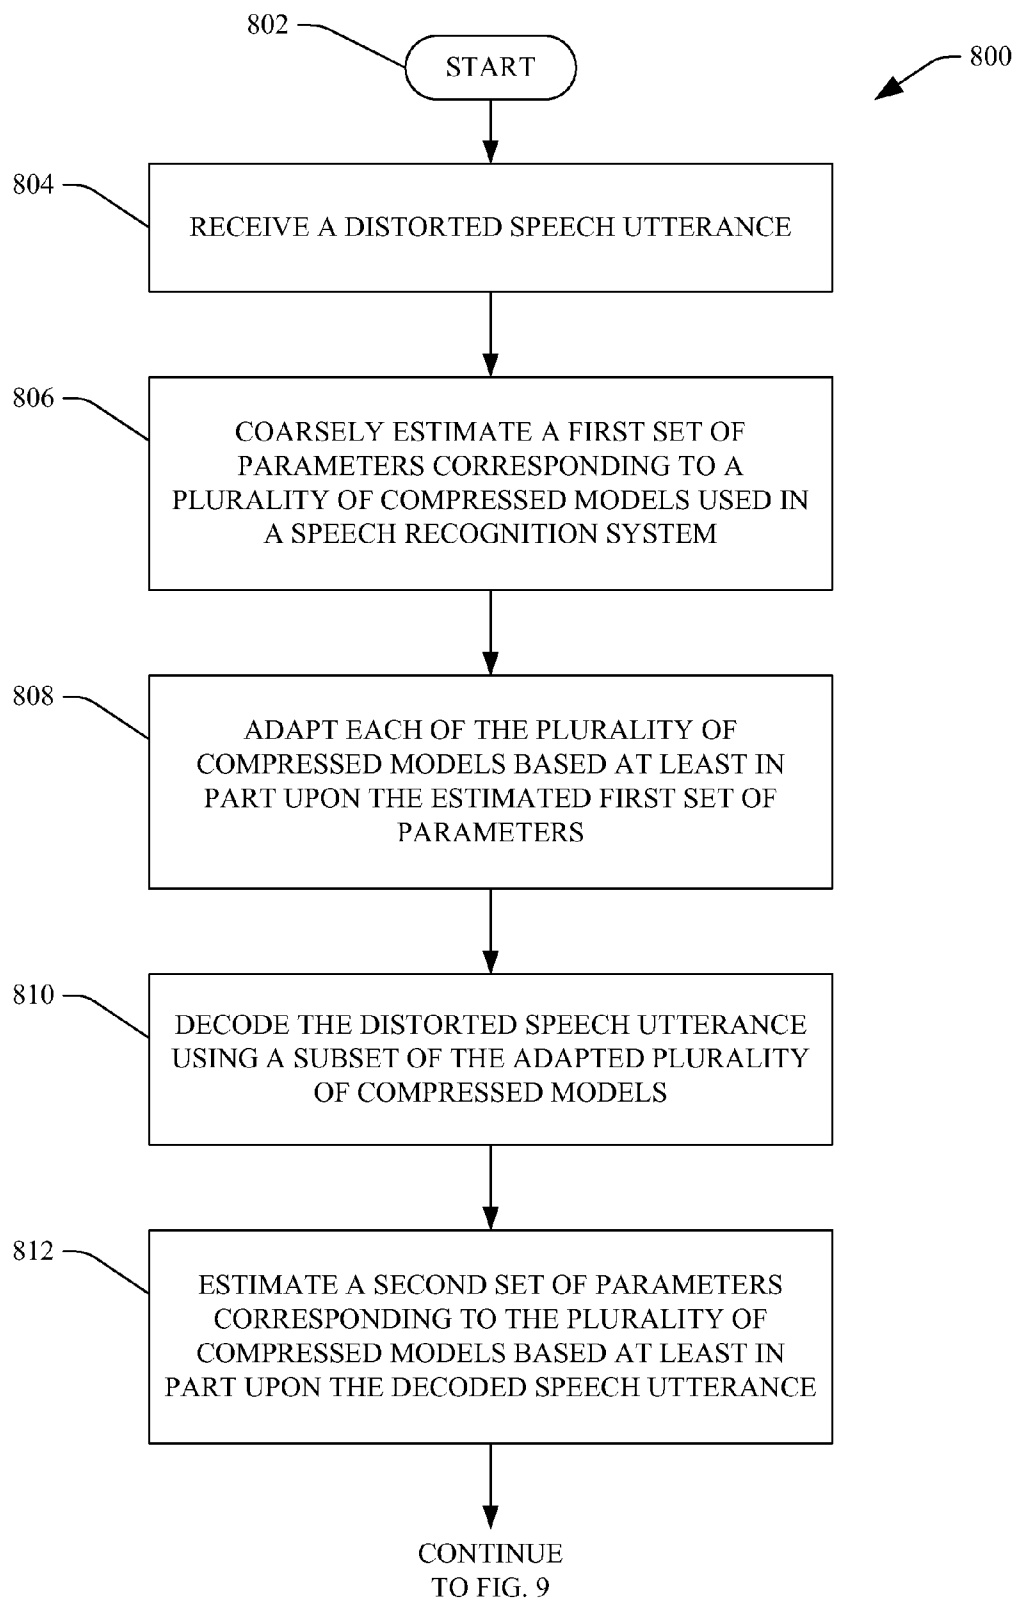 802
START
800
804
RECEIVE A DISTORTED SPEECH UTTERANCE
806
COARSELY ESTIMATE A FIRST SET OF
PARAMETERS CORRESPONDING TO A
PLURALITY OF COMPRESSED MODELS USED IN
A SPEECH RECOGNITION SYSTEM
808
ADAPT EACH OF THE PLURALITY OF
COMPRESSED MODELS BASED AT LEAST IN
PART UPON THE ESTIMATED FIRST SET OF
PARAMETERS
810
DECODE THE DISTORTED SPEECH UTTERANCE
USING A SUBSET OF THE ADAPTED PLURALITY
OF COMPRESSED MODELS
812
ESTIMATE A SECOND SET OF PARAMETERS
CORRESPONDING TO THE PLURALITY OF
COMPRESSED MODELS BASED AT LEAST IN
PART UPON THE DECODED SPEECH UTTERANCE
CONTINUE
TO FIG. 9